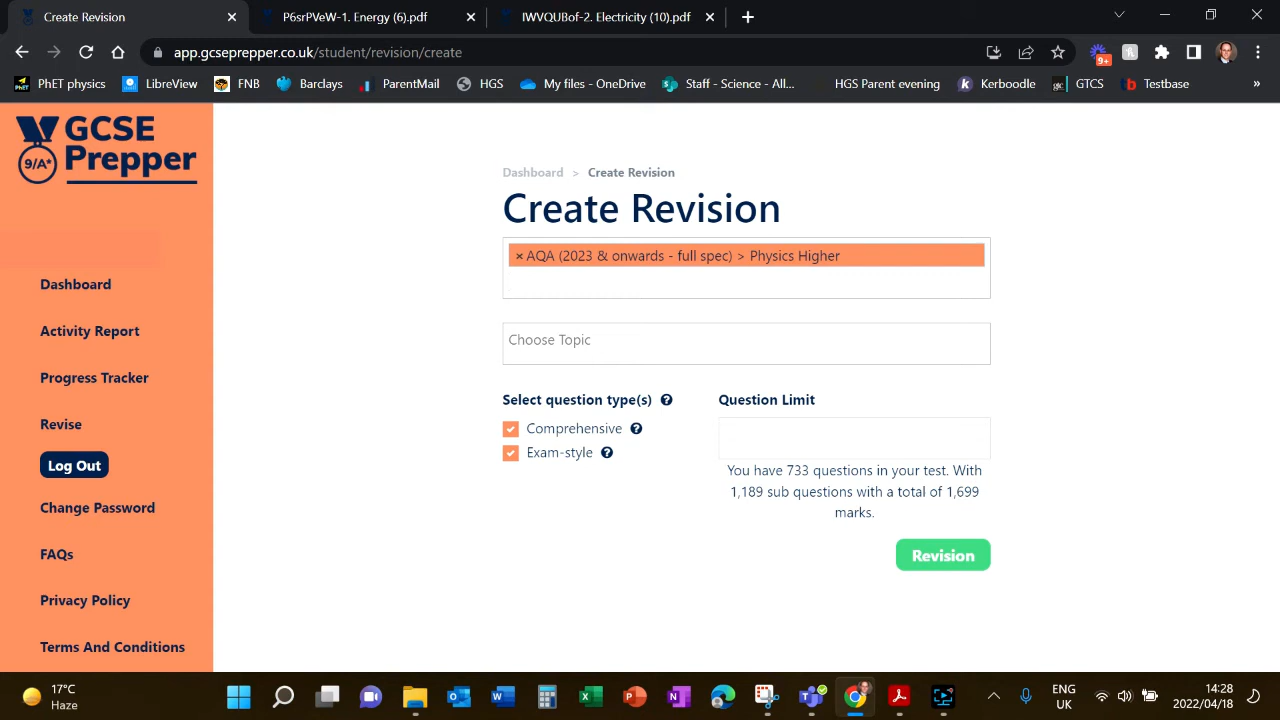 Create Revision
P6srPVeW-1. Energy (6).pdf
IWVQUBof-2. Electricity (10).pdf
app.gcseprepper.co.uk/student/revision/create
9+
PhET physics
LibreView
FNB
Barclays
ParentMail
HGS
My files - OneDrive
Staff - Science - All...
HGS Parent evening
Kerboodle
GTCS
Testbase
»
GCSE
Prepper
9/A*
Dashboard
Activity Report
Progress Tracker
Revise
Log Out
Change Password
FAQs
Privacy Policy
Terms And Conditions
Dashboard > Create Revision
Create Revision
× AQA (2023 & onwards - full spec) > Physics Higher
Choose Topic
Select question type(s)
Comprehensive
Exam-style
Question Limit
You have 733 questions in your test. With
1,189 sub questions with a total of 1,699
marks.
Revision
17°C
Haze
ENG
UK
14:28
2022/04/18